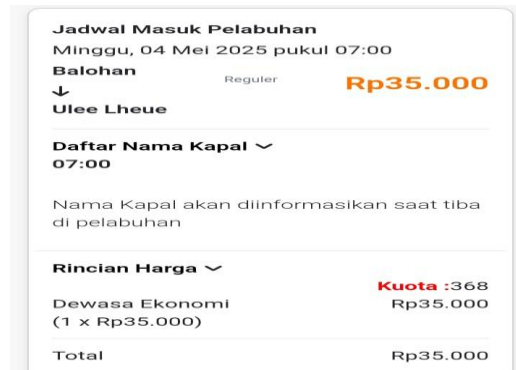 Jadwal Masuk Pelabuhan
Minggu, 04 Mei 2025 pukul 07:00
Balohan
Reguler
Rp35.000
↓
Ulee Lheue
Daftar Nama Kapal
07:00
Nama Kapal akan diinformasikan saat tiba
di pelabuhan
Rincian Harga
Kuota :368
Dewasa Ekonomi Rp35.000
(1 x Rp35.000)
Total Rp35.000